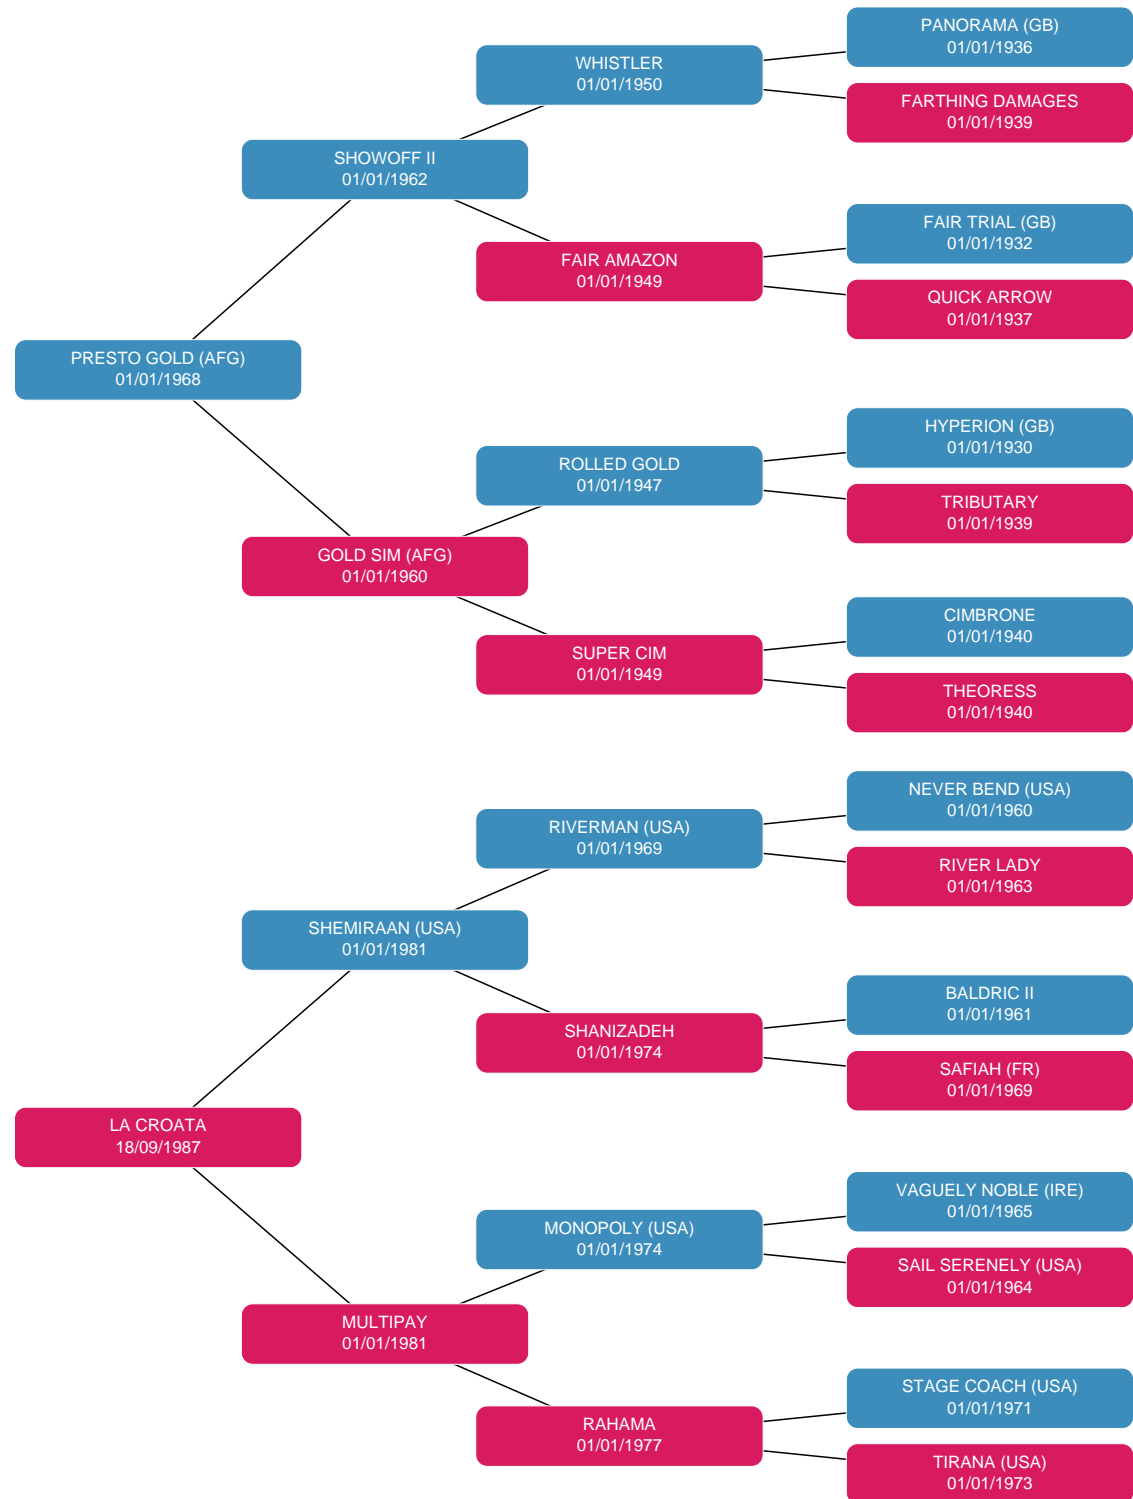 PANORAMA (GB)
01/01/1936
WHISTLER
01/01/1950
FARTHING DAMAGES
01/01/1939
SHOWOFF II
01/01/1962
FAIR TRIAL (GB)
01/01/1932
FAIR AMAZON
01/01/1949
QUICK ARROW
01/01/1937
PRESTO GOLD (AFG)
01/01/1968
HYPERION (GB)
01/01/1930
ROLLED GOLD
01/01/1947
TRIBUTARY
01/01/1939
GOLD SIM (AFG)
01/01/1960
CIMBRONE
01/01/1940
SUPER CIM
01/01/1949
THEORESS
01/01/1940
NEVER BEND (USA)
01/01/1960
RIVERMAN (USA)
01/01/1969
RIVER LADY
01/01/1963
SHEMIRAAN (USA)
01/01/1981
BALDRIC II
01/01/1961
SHANIZADEH
01/01/1974
SAFIAH (FR)
01/01/1969
LA CROATA
18/09/1987
VAGUELY NOBLE (IRE)
01/01/1965
MONOPOLY (USA)
01/01/1974
SAIL SERENELY (USA)
01/01/1964
MULTIPAY
01/01/1981
STAGE COACH (USA)
01/01/1971
RAHAMA
01/01/1977
TIRANA (USA)
01/01/1973